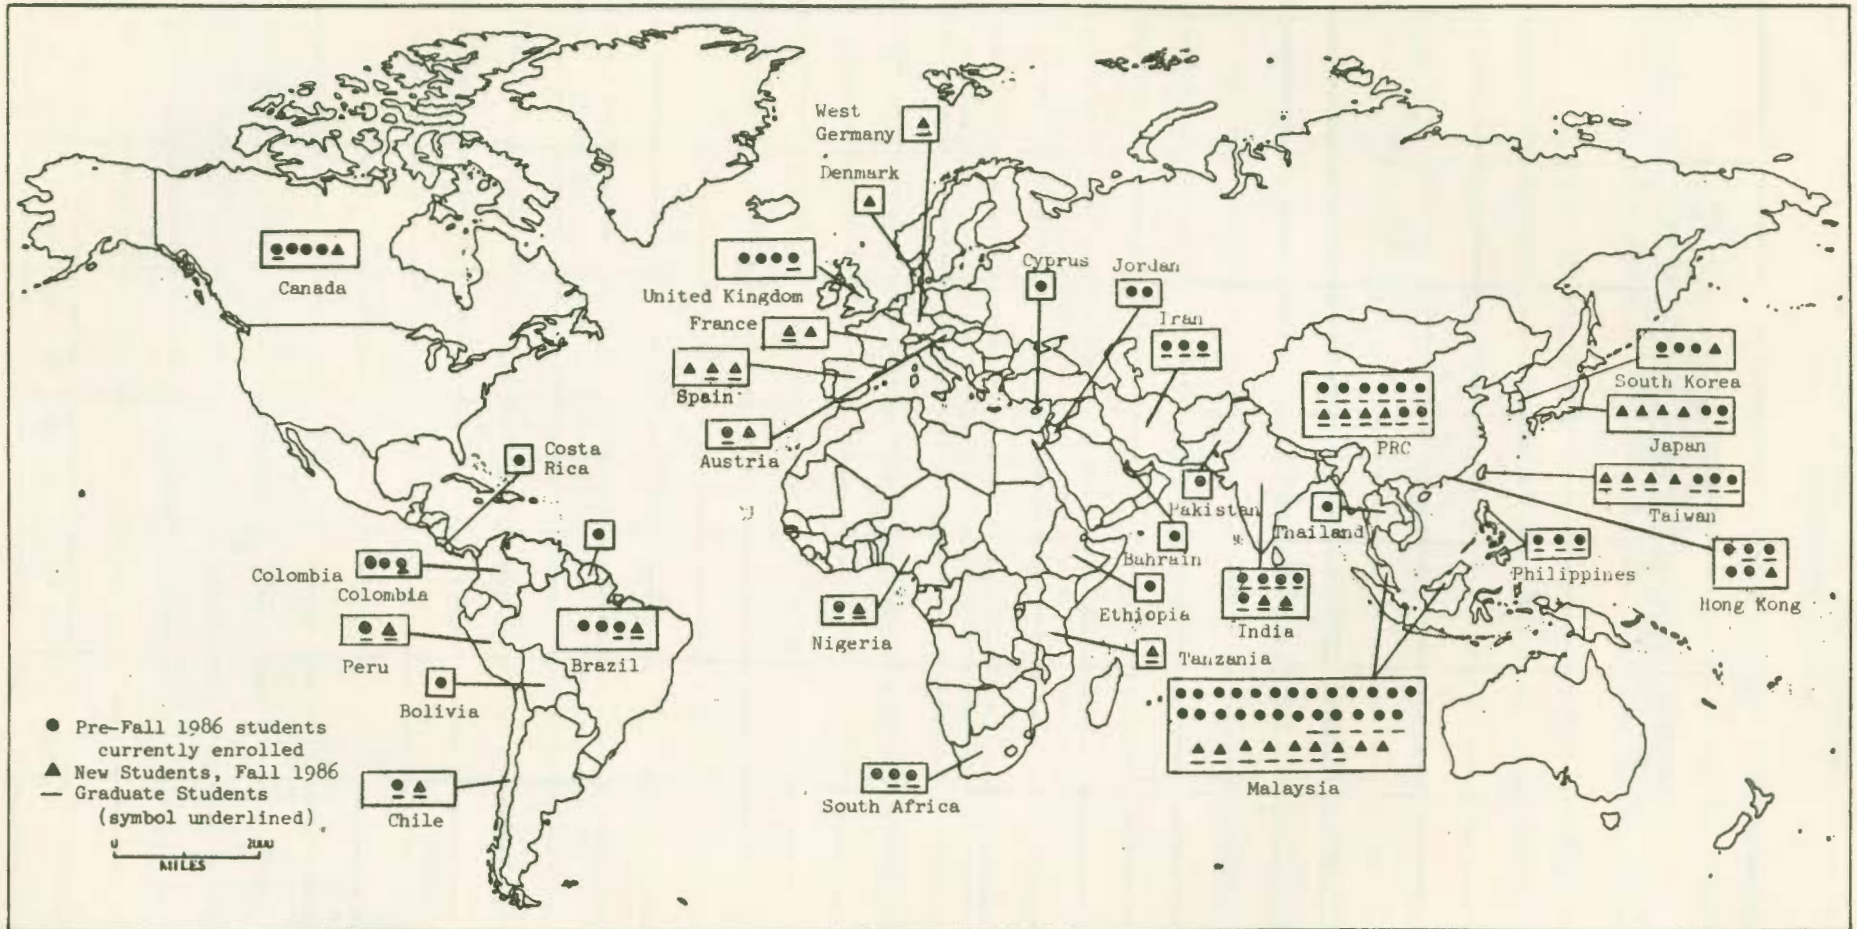 West
Germany
Denmark
Canada
United Kingdom
Cyprus
Jordan
France
Iran
Spain
South Korea
Austria
PRC
Japan
Costa
Rica
Pakistan
Taiwan
Thailand
Bahrain
Colombia
Colombia
Philippines
Nigeria
Ethiopia
India
Hong Kong
Peru
Brazil
Tanzania
Bolivia
Pre-Fall 1986 students
currently enrolled
New Students, Fall 1986
Graduate Students
(symbol underlined)
Chile
South Africa
Malaysia
0 2000
MILES